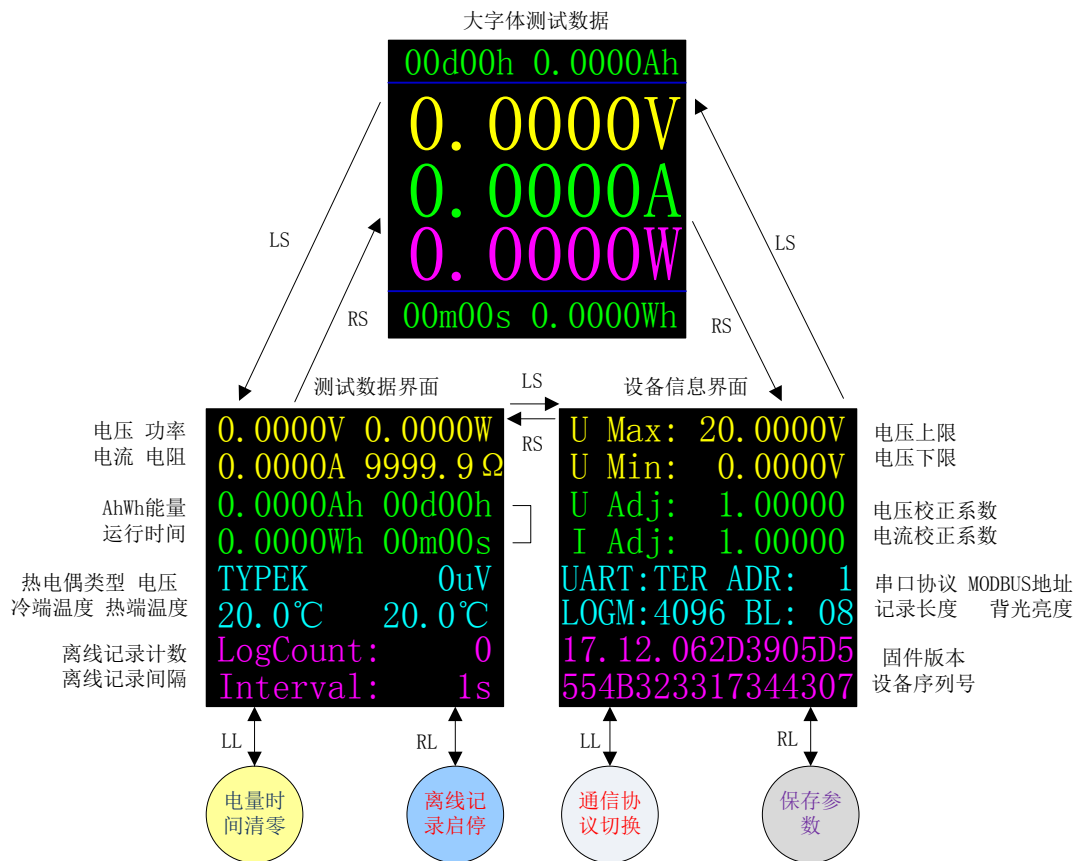 大字体测试数据
00d00h 0.0000Ah
0.0000V
0.0000A
0.0000W
00m00s 0.0000Wh
LS
RS
LS
RS
测试数据界面
LS
RS
设备信息界面
电压 功率
电流 电阻
AhWh能量
运行时间
热电偶类型 电压
冷端温度 热端温度
离线记录计数
离线记录间隔
0.0000V 0.0000W
0.0000A 9999.9Ω
0.0000Ah 00d00h
0.0000Wh 00m00s
TYPEK 0uV
20.0℃ 20.0℃
LogCount: 0
Interval: 1s
U Max: 20.0000V
U Min: 0.0000V
U Adj: 1.00000
I Adj: 1.00000
UART:TER ADR: 1
LOGM:4096 BL: 08
17.12.062D3905D5
554B323317344307
电压上限
电压下限
电压校正系数
电流校正系数
串口协议 MODBUS地址
记录长度 背光亮度
固件版本
设备序列号
LL
RL
LL
RL
电量时
间清零
离线记
录启停
通信协
议切换
保存参
数